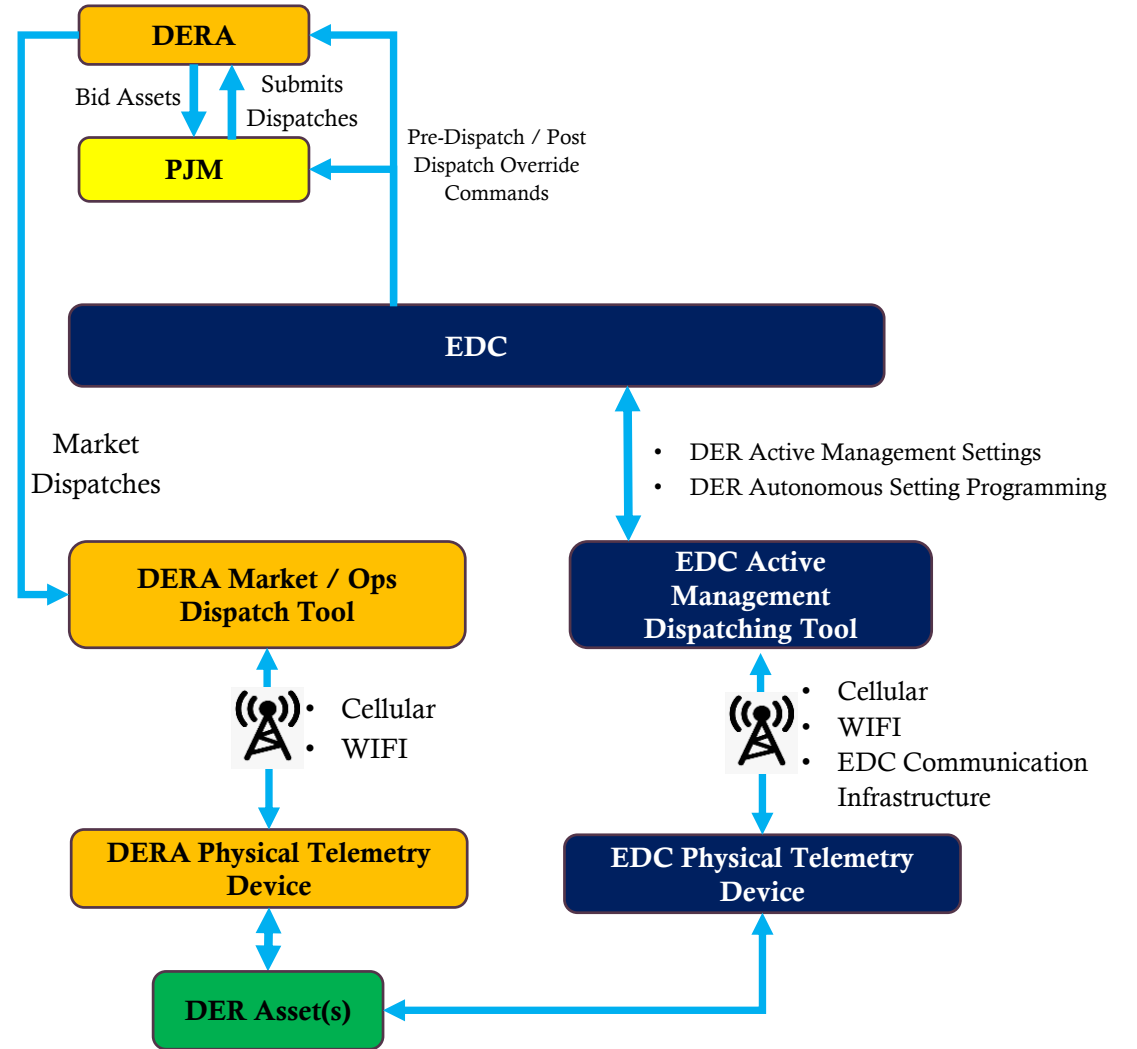 DERA
Bid Assets
Submits
Dispatches
PJM
Pre-Dispatch / Post
Dispatch Override
Commands
EDC
Market
Dispatches
• DER Active Management Settings
• DER Autonomous Setting Programming
DERA Market / Ops
Dispatch Tool
EDC Active
Management
Dispatching Tool
• Cellular
• WIFI
• Cellular
• WIFI
• EDC Communication
Infrastructure
DERA Physical Telemetry
Device
EDC Physical Telemetry
Device
DER Asset(s)